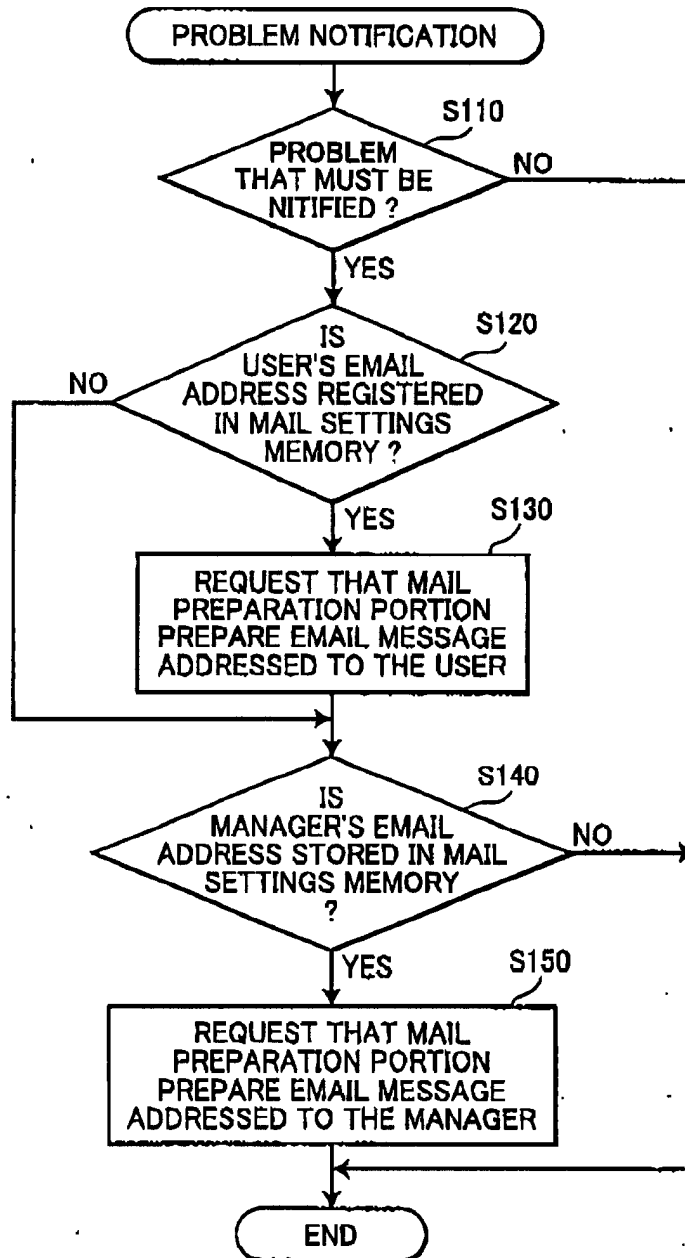 PROBLEM NOTIFICATION
S110
PROBLEM
THAT MUST BE
NITIFIED ?
NO
YES
S120
IS
USER'S EMAIL
ADDRESS REGISTERED
IN MAIL SETTINGS
MEMORY ?
NO
YES
S130
REQUEST THAT MAIL
PREPARATION PORTION
PREPARE EMAIL MESSAGE
ADDRESSED TO THE USER
S140
IS
MANAGER'S EMAIL
ADDRESS STORED IN MAIL
SETTINGS MEMORY
?
NO
YES
S150
REQUEST THAT MAIL
PREPARATION PORTION
PREPARE EMAIL MESSAGE
ADDRESSED TO THE MANAGER
END